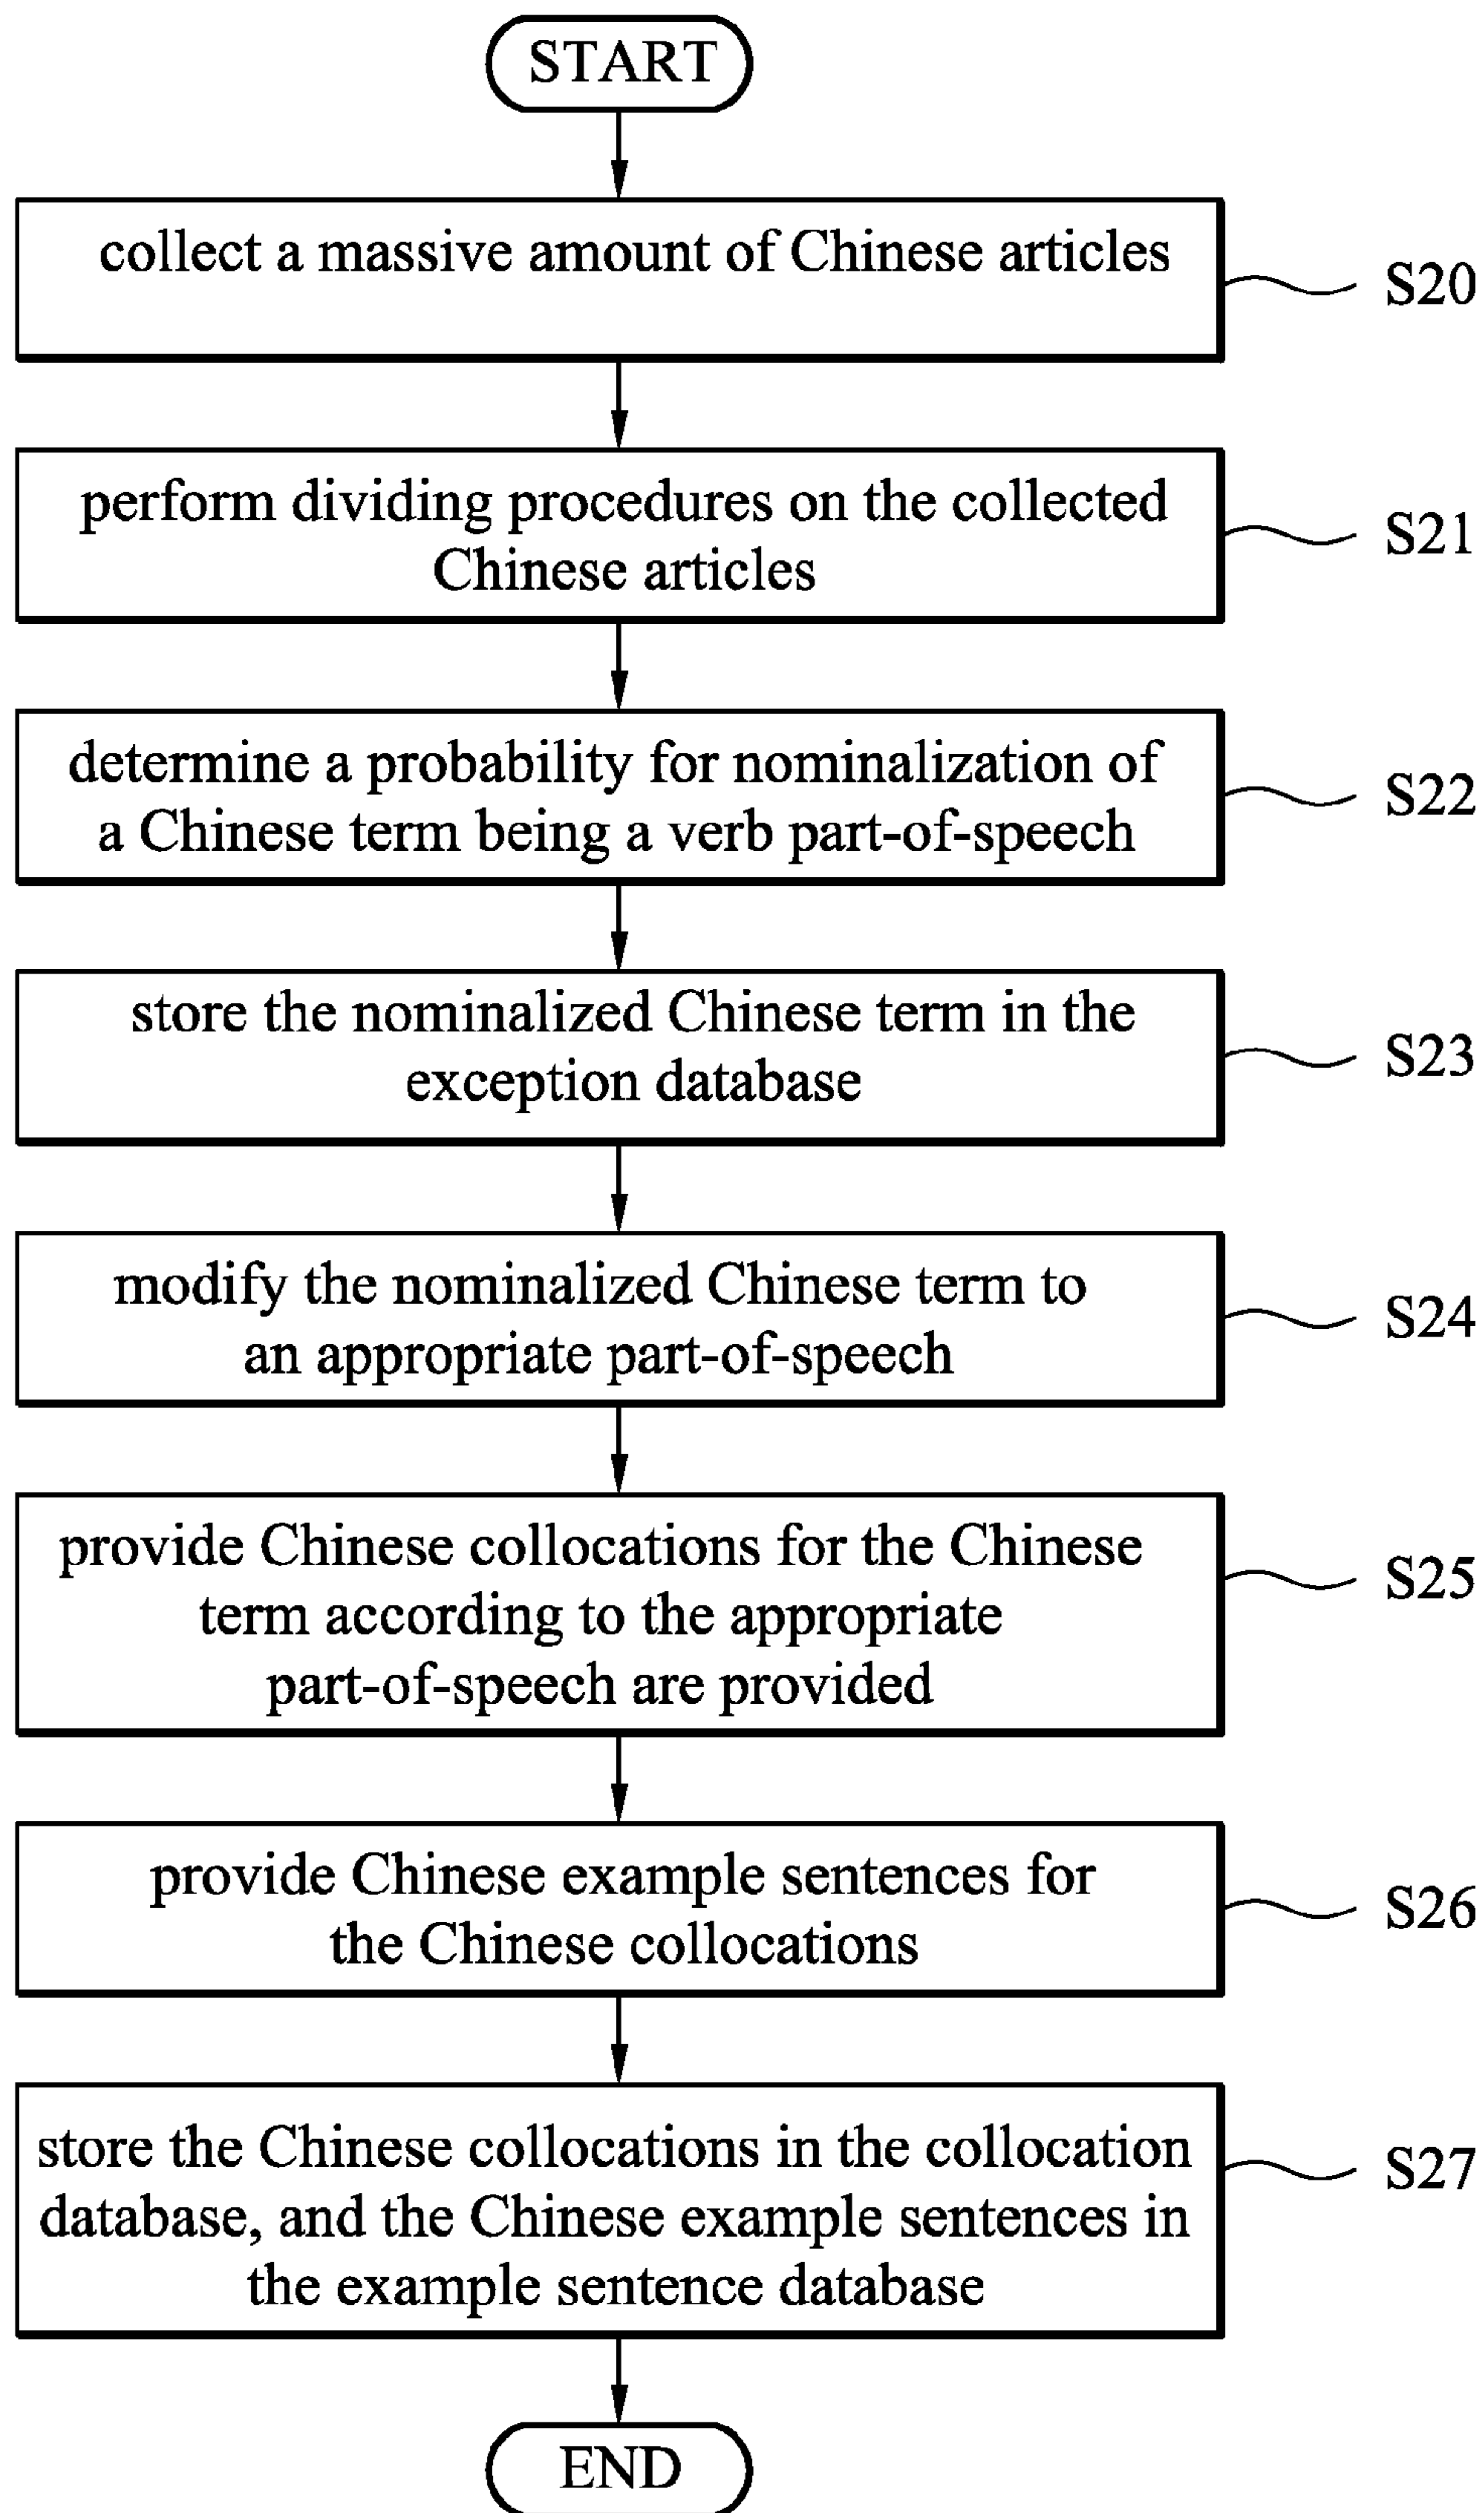 START
collect a massive amount of Chinese articles
S20
perform dividing procedures on the collected
Chinese articles
S21
determine a probability for nominalization of
a Chinese term being a verb part-of-speech
S22
store the nominalized Chinese term in the
exception database
S23
modify the nominalized Chinese term to
an appropriate part-of-speech
S24
provide Chinese collocations for the Chinese
term according to the appropriate
part-of-speech are provided
S25
provide Chinese example sentences for
the Chinese collocations
S26
store the Chinese collocations in the collocation
database, and the Chinese example sentences in
the example sentence database
S27
END